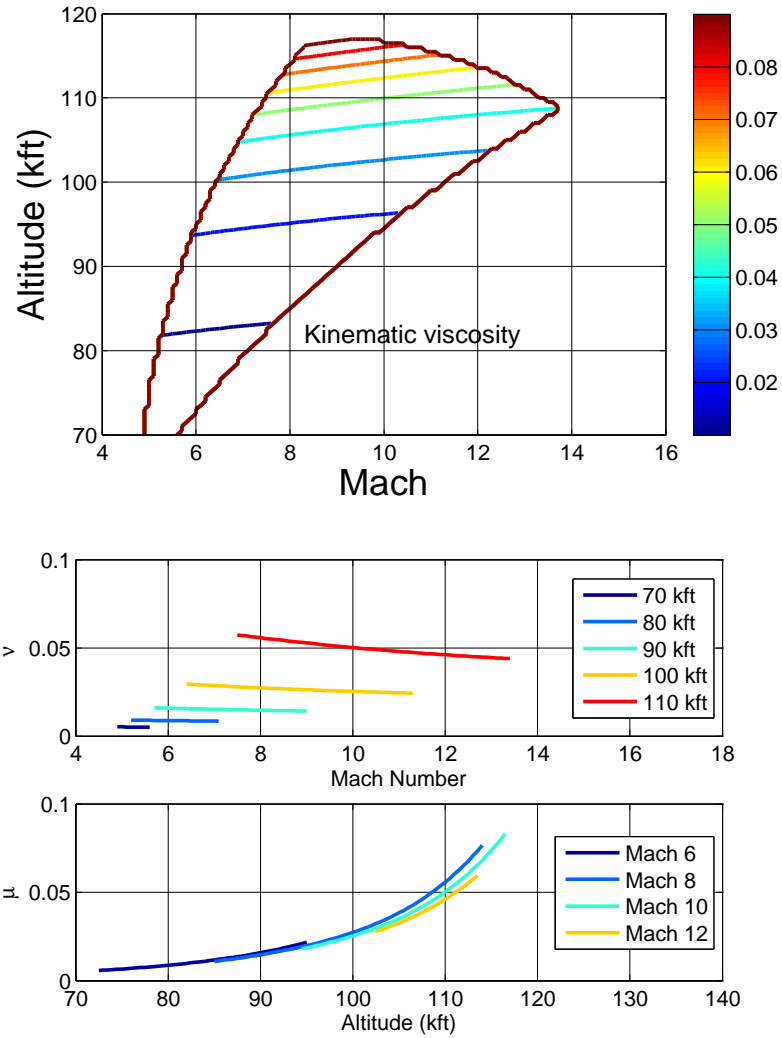 120
110
100
90
80
70
Altitude (kft)
Kinematic viscosity
4 6 8 10 12 14 16
Mach
0.08
0.07
0.06
0.05
0.04
0.03
0.02
0.1
0.05
0
ν
70 kft
80 kft
90 kft
100 kft
110 kft
4 6 8 10 12 14 16 18
Mach Number
0.1
0.05
0
μ
Mach 6
Mach 8
Mach 10
Mach 12
70 80 90 100 110 120 130 140
Altitude (kft)